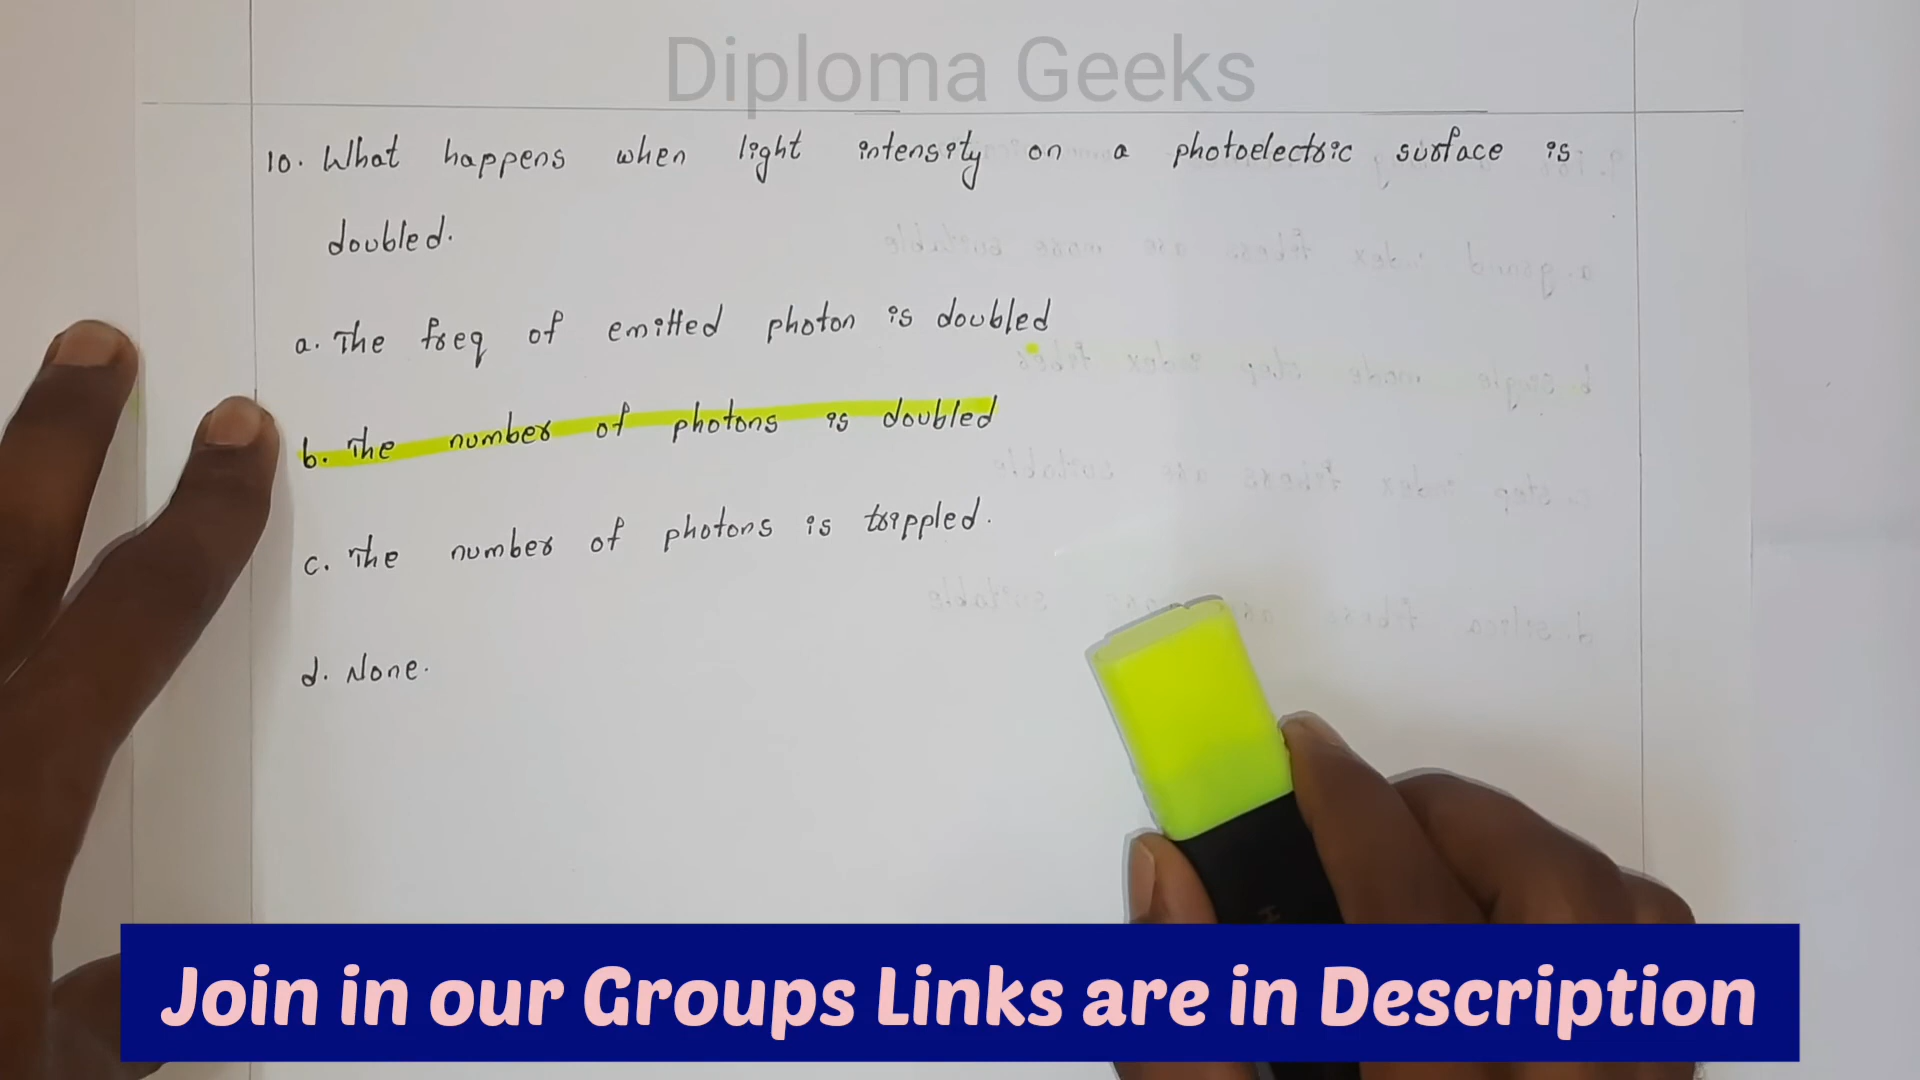 Diploma Geeks
10. What happens when light intensity on a photoelectric surface is
doubled.
a. The freq of emitted photon is doubled
b. The number of photons is doubled
c. The number of photons is trippled.
d. None.
Join in our Groups Links are in Description